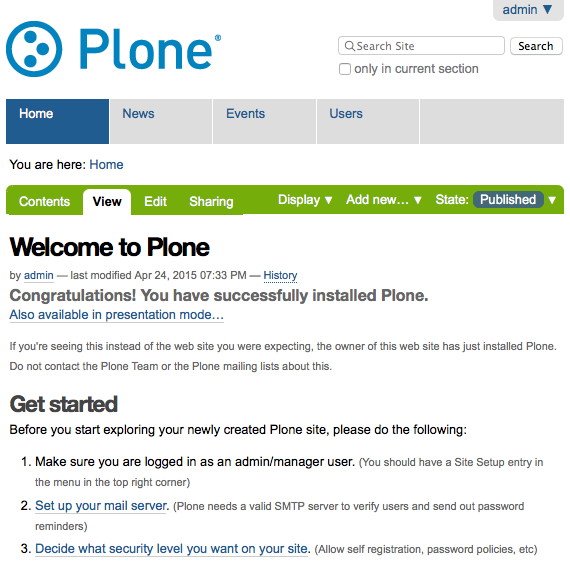 admin ▼
Plone®
Search Site
Search
only in current section
Home
News
Events
Users
You are here: Home
Contents
View
Edit
Sharing
Display ▼
Add new… ▼
State: Published ▼
Welcome to Plone
by admin — last modified Apr 24, 2015 07:33 PM — History
Congratulations! You have successfully installed Plone.
Also available in presentation mode…
If you're seeing this instead of the web site you were expecting, the owner of this web site has just installed Plone.
Do not contact the Plone Team or the Plone mailing lists about this.
Get started
Before you start exploring your newly created Plone site, please do the following:
1. Make sure you are logged in as an admin/manager user. (You should have a Site Setup entry in
the menu in the top right corner)
2. Set up your mail server. (Plone needs a valid SMTP server to verify users and send out password
reminders)
3. Decide what security level you want on your site. (Allow self registration, password policies, etc)